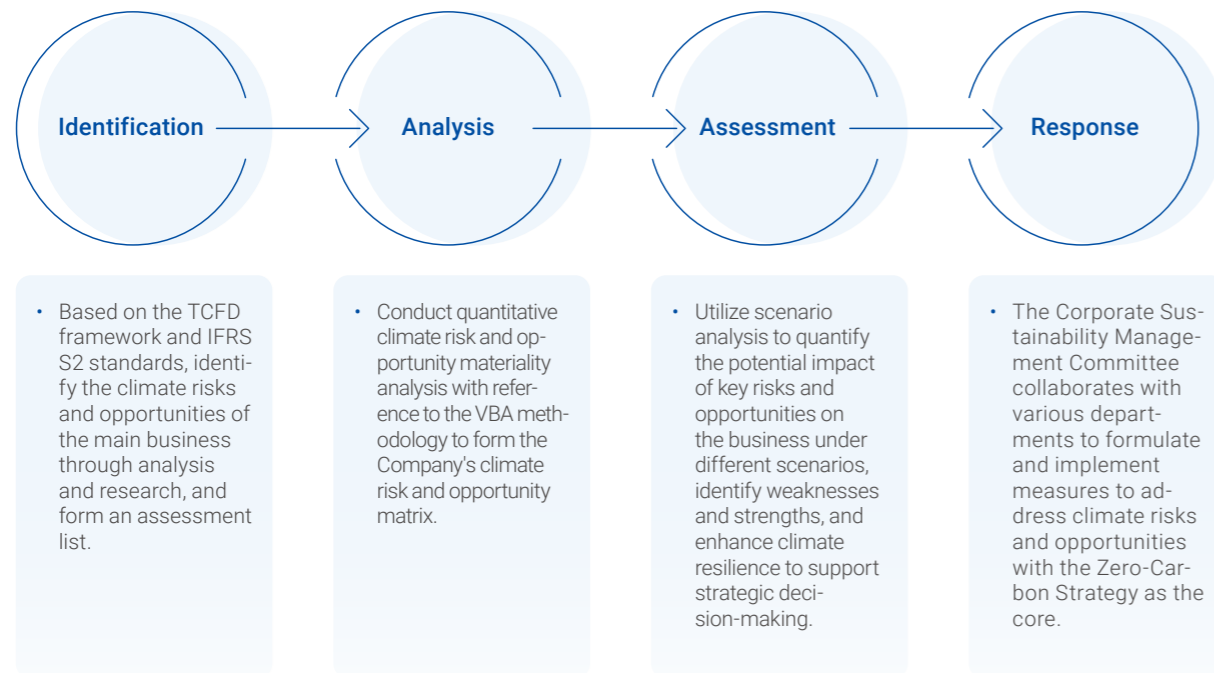 Identification
Analysis
Assessment
Response
• Based on the TCFD
framework and IFRS
S2 standards, identi-
fy the climate risks
and opportunities of
the main business
through analysis
and research, and
form an assessment
list.
• Conduct quantitative
climate risk and op-
portunity materiality
analysis with refer-
ence to the VBA meth-
odology to form the
Company's climate
risk and opportunity
matrix.
• Utilize scenario
analysis to quantify
the potential impact
of key risks and
opportunities on
the business under
different scenarios,
identify weaknesses
and strengths, and
enhance climate
resilience to support
strategic deci-
sion-making.
• The Corporate Sus-
tainability Manage-
ment Committee
collaborates with
various depart-
ments to formulate
and implement
measures to ad-
dress climate risks
and opportunities
with the Zero-Car-
bon Strategy as the
core.